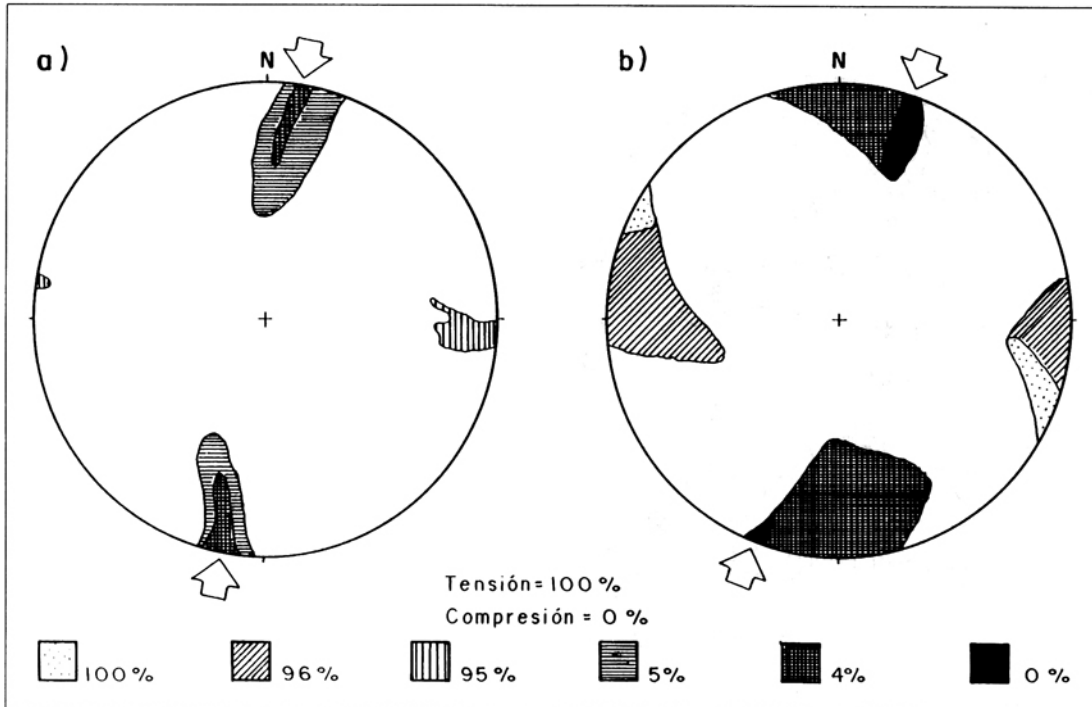 a)
N
b)
N
Tensión = 100 %
Compresión = 0 %
100%
96%
95%
5%
4%
0%